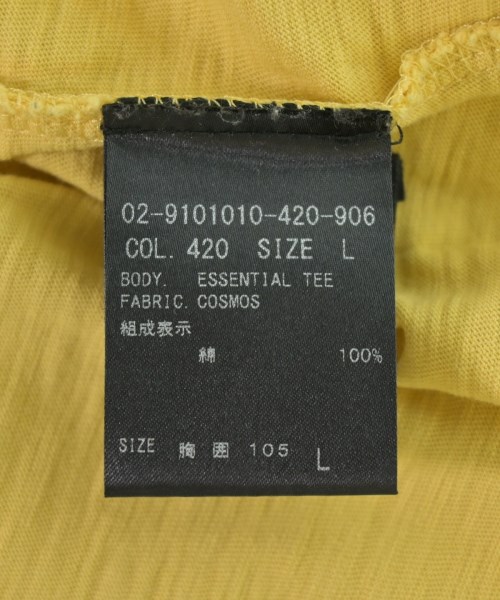 02-9101010-420-906
COL. 420 SIZE L
BODY. ESSENTIAL TEE
FABRIC. COSMOS
組成表示
綿 100%
SIZE 胸囲 105 L